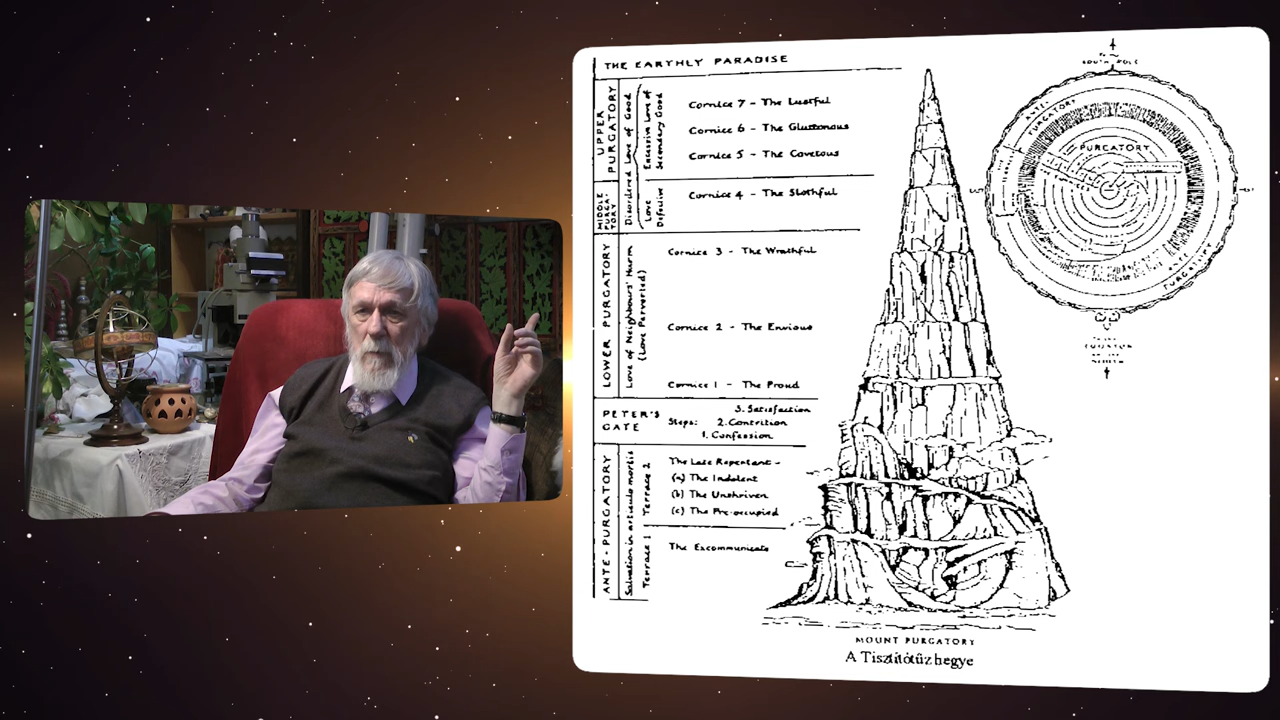 THE EARTHLY PARADISE
UPPER PURGATORY
Disordered Love of Good
Excessive Love of Secondary Good
Cornice 7 - The Lustful
Cornice 6 - The Gluttonous
Cornice 5 - The Covetous
MIDDLE PURGA-TORY
Love Defective
Cornice 4 - The Slothful
LOWER PURGATORY
Love of Neighbours' Harm
(Love Perverted)
Cornice 3 - The Wrathful
Cornice 2 - The Envious
Cornice 1 - The Proud
PETER'S
GATE
Steps:
3. Satisfaction
2. Contrition
1. Confession
ANTE-PURGATORY
Salvation in articulo mortis
Terrace 2
The Late Repentant -
(a) The Indolent
(b) The Unshriven
(c) The Pre-occupied
Terrace 1
The Excommunicate
SOUTH POLE
ANTE-PURGATORY
PURGATORY
ANTE
PURGATORY
MOUNT PURGATORY
A Tisztítótűz hegye